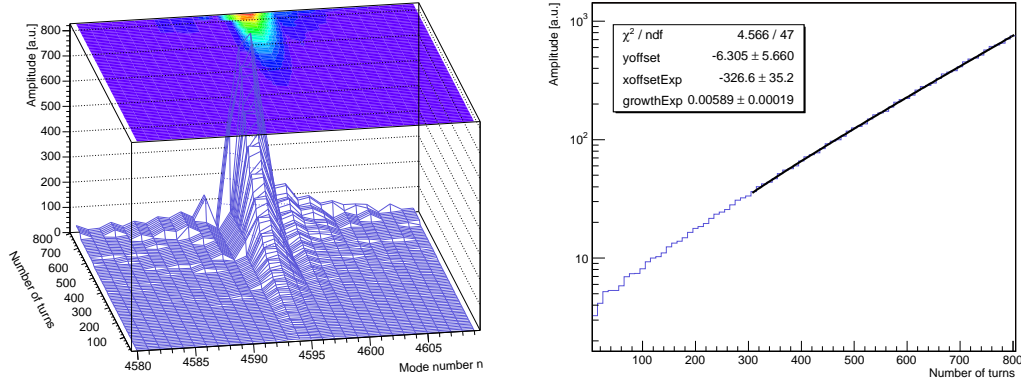 Amplitude [a.u.]
800
700
600
500
400
300
200
100
0
800
700
600
500
400
300
200
100
Number of turns
4580
4585
4590
4595
4600
4605
Mode number n
Amplitude [a.u.]
10³
10²
10
χ² / ndf 4.566 / 47
yoffset -6.305 ± 5.660
xoffsetExp -326.6 ± 35.2
growthExp 0.00589 ± 0.00019
100 200 300 400 500 600 700 800
Number of turns